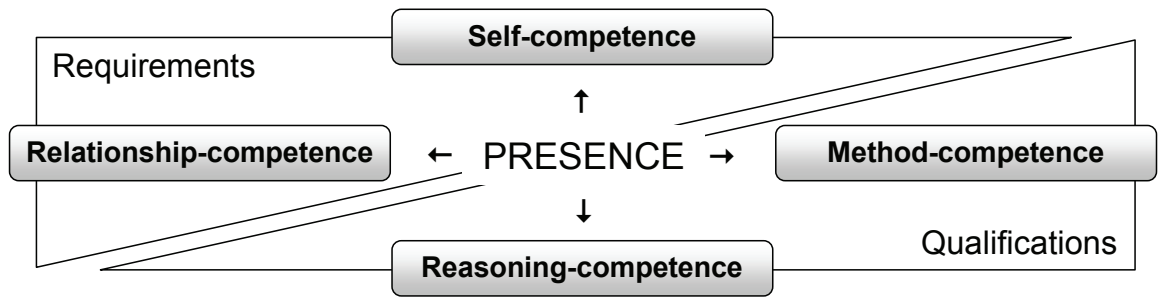 Self-competence
Requirements
↑
Relationship-competence ← PRESENCE → Method-competence
↓
Qualifications
Reasoning-competence